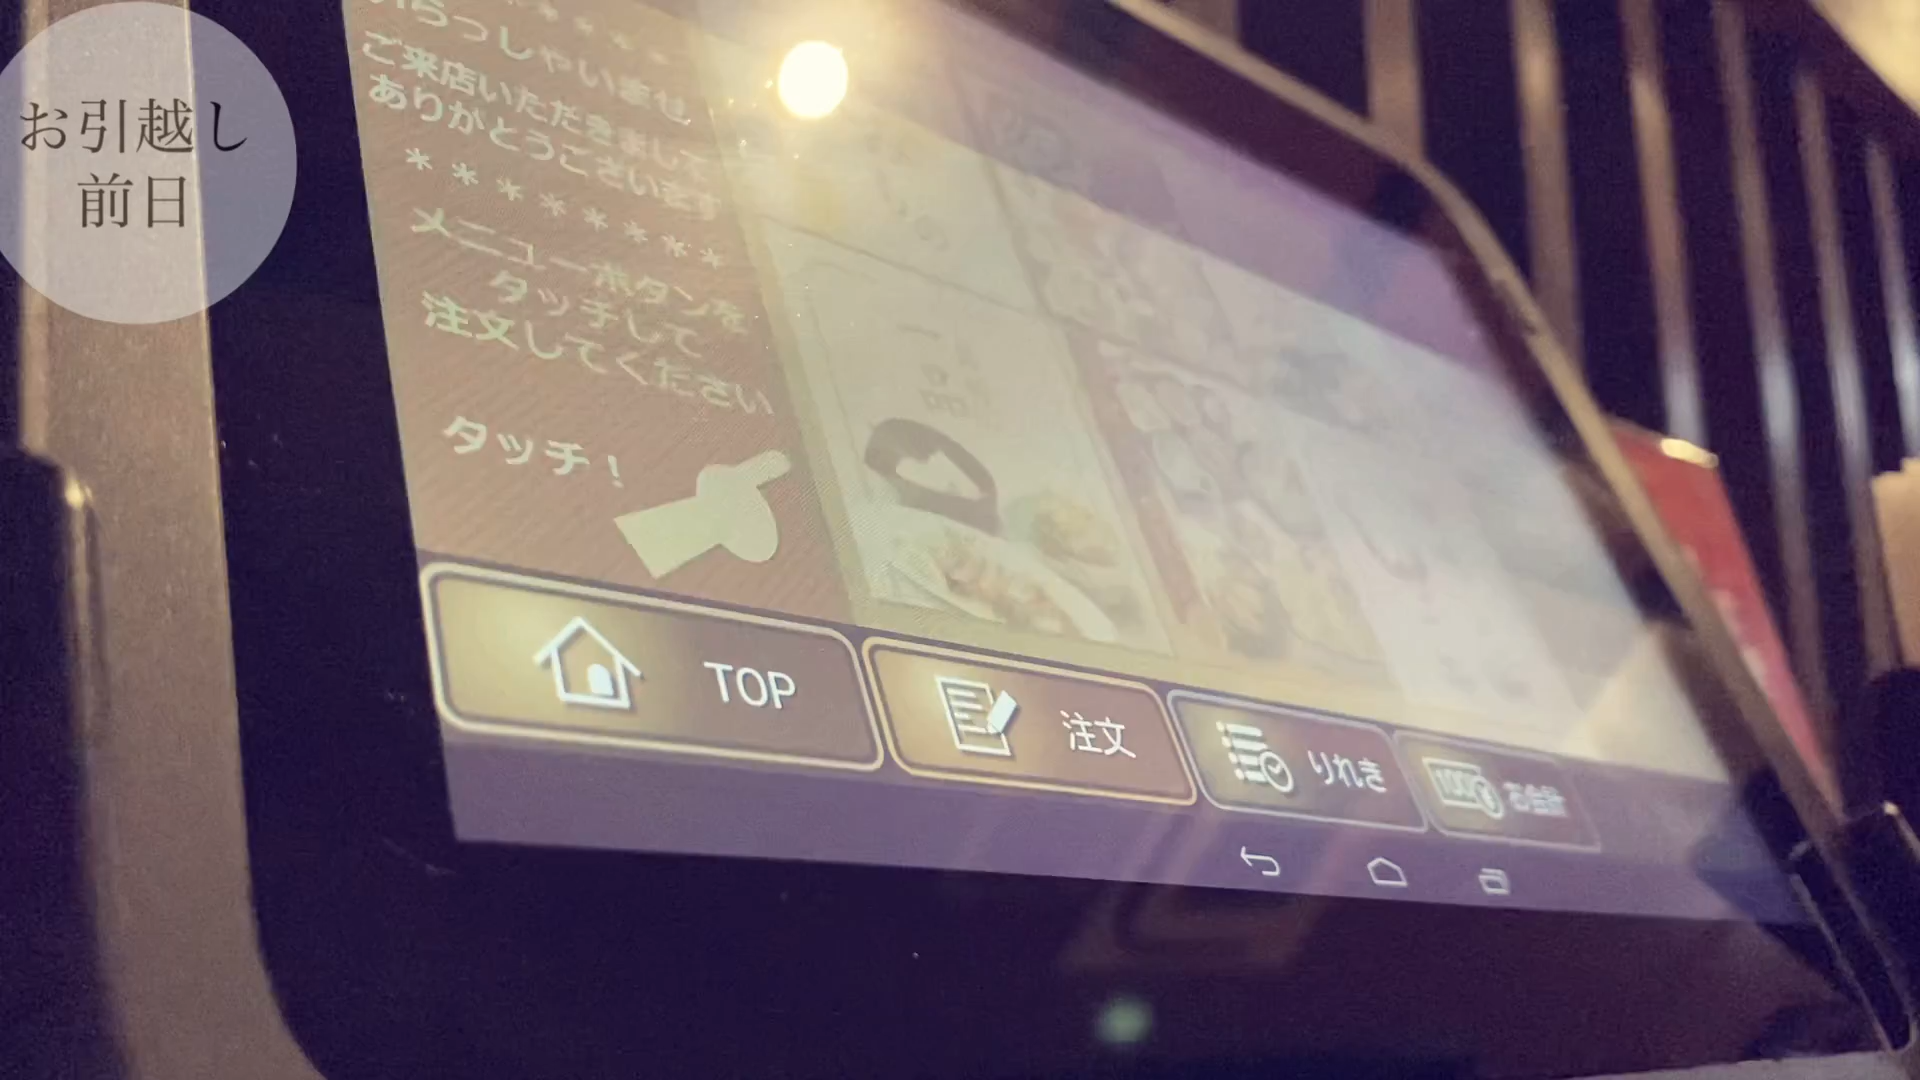 お引越し
前日
いらっしゃいませ
ご来店いただきまして
ありがとうございます
********
メニューボタンを
タッチして
注文してください
タッチ！
一品
TOP
注文
りれき
お会計